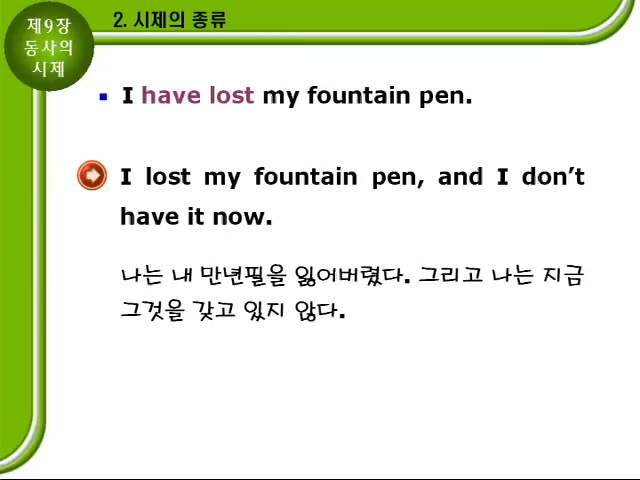 제9장
동사의
시제
2. 시제의 종류
▪ I have lost my fountain pen.
I lost my fountain pen, and I don’t
have it now.
나는 내 만년필을 잃어버렸다. 그리고 나는 지금
그것을 갖고 있지 않다.